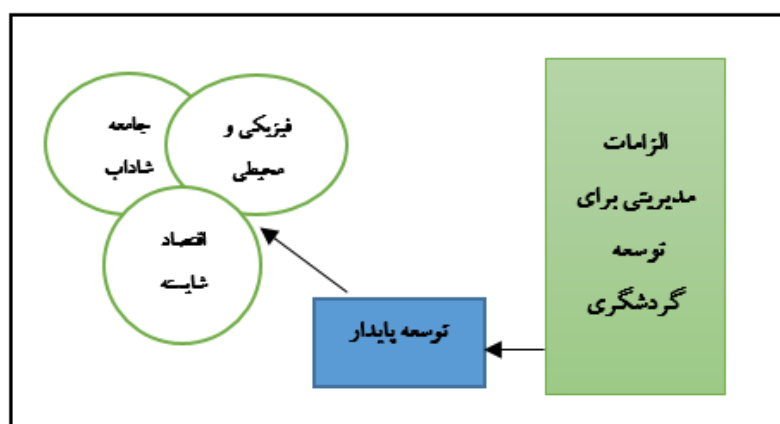 الزامات
مدیریتی برای
توسعه
گردشگری
توسعه پایدار
فیزیکی و
محیطی
جامعه
شاداب
اقتصاد
شایسته